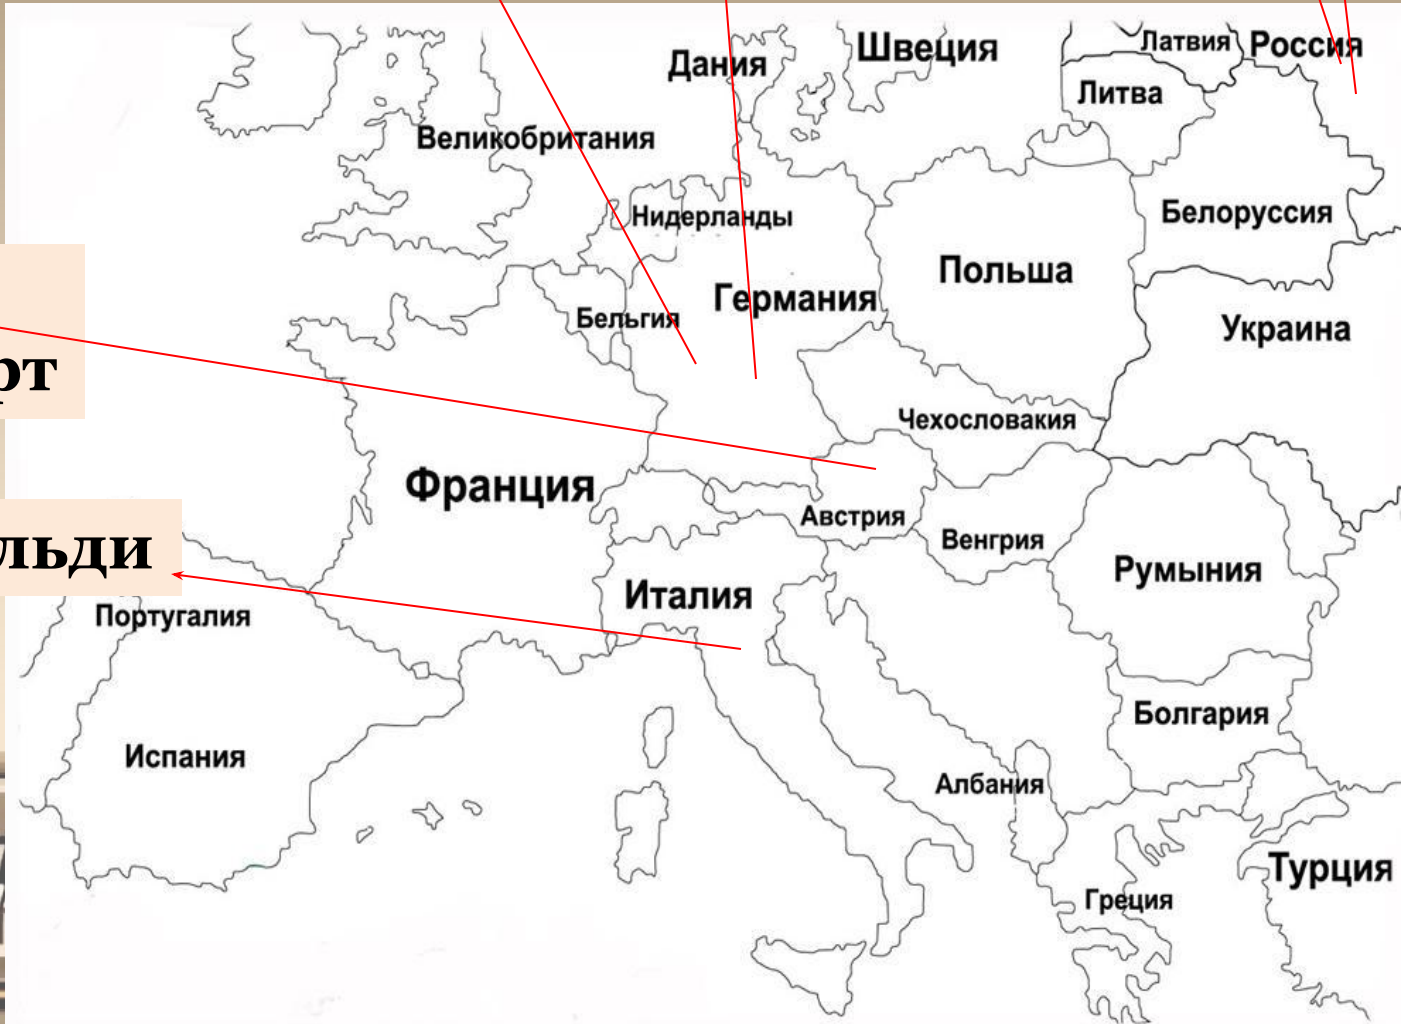 Латвия Россия
Швеция
Дания
Литва
Великобритания
Белоруссия
Нидерланды
Польша
Германия
Бельгия
Украина
рт
Чехословакия
Франция
Австрия
Венгрия
льди
Румыния
Италия
Португалия
Болгария
Испания
Албания
Турция
Греция